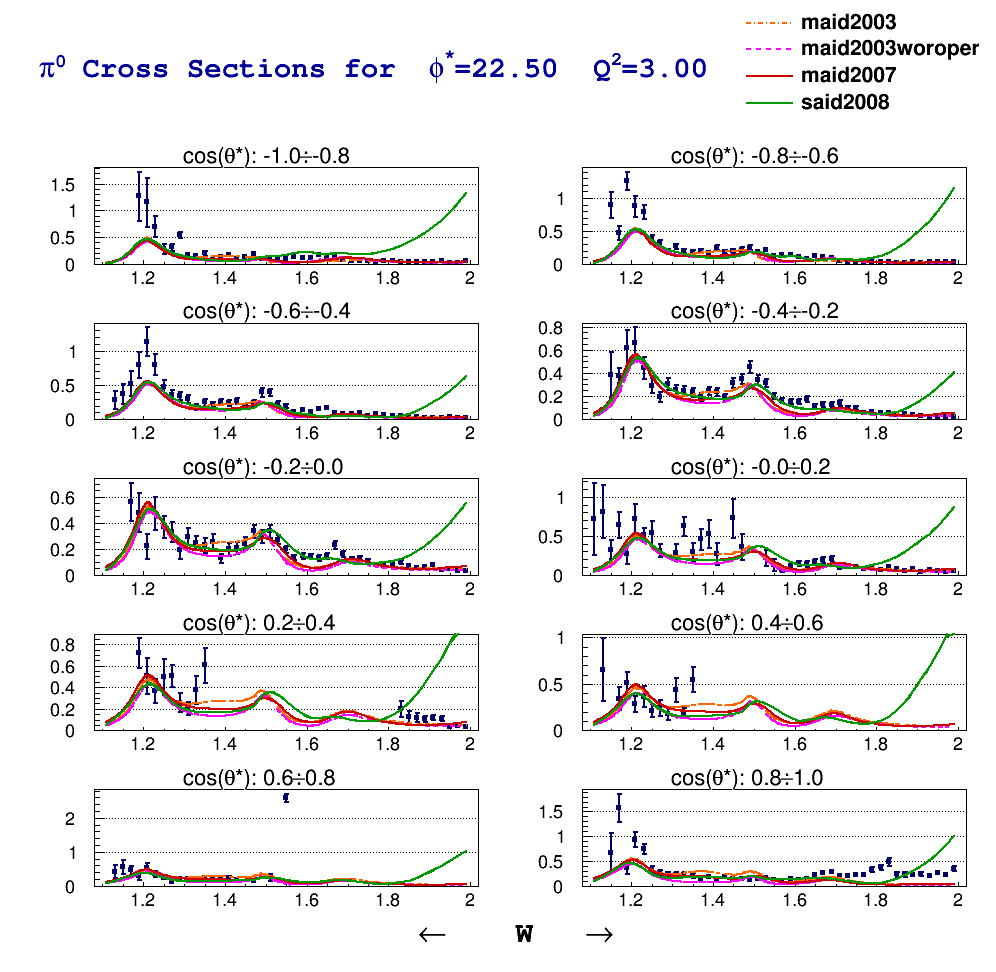 maid2003
maid2003woroper
maid2007
said2008
π⁰ Cross Sections for φ*=22.50 Q²=3.00
cos(θ*): -1.0÷-0.8
1.5
1
0.5
0
1.2 1.4 1.6 1.8 2
cos(θ*): -0.8÷-0.6
1
0.5
0
1.2 1.4 1.6 1.8 2
cos(θ*): -0.6÷-0.4
1
0.5
0
1.2 1.4 1.6 1.8 2
cos(θ*): -0.4÷-0.2
0.8
0.6
0.4
0.2
0
1.2 1.4 1.6 1.8 2
cos(θ*): -0.2÷0.0
0.6
0.4
0.2
0
1.2 1.4 1.6 1.8 2
cos(θ*): -0.0÷0.2
1
0.5
0
1.2 1.4 1.6 1.8 2
cos(θ*): 0.2÷0.4
0.8
0.6
0.4
0.2
0
1.2 1.4 1.6 1.8 2
cos(θ*): 0.4÷0.6
1
0.5
0
1.2 1.4 1.6 1.8 2
cos(θ*): 0.6÷0.8
2
1
0
1.2 1.4 1.6 1.8 2
cos(θ*): 0.8÷1.0
1.5
1
0.5
0
1.2 1.4 1.6 1.8 2
← W →